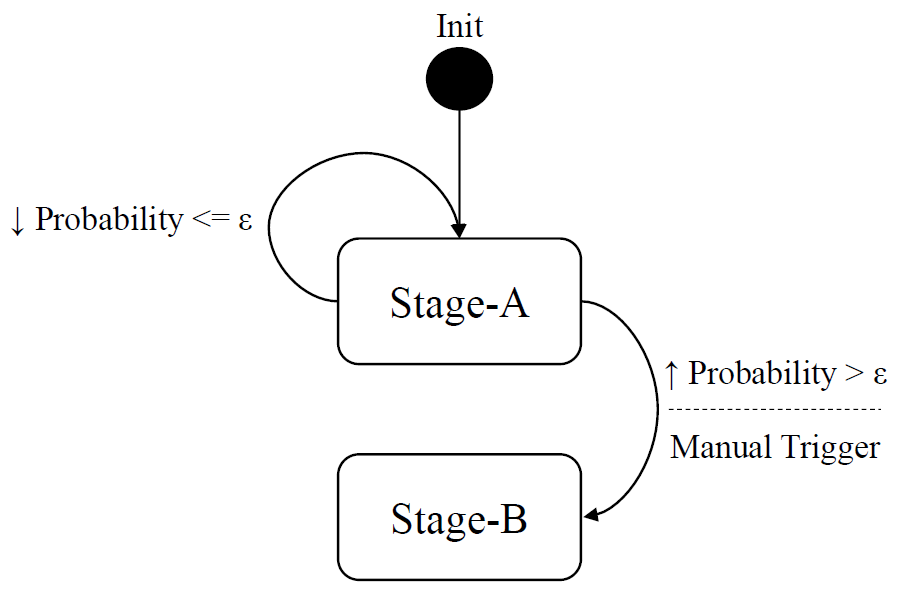 Init
↓ Probability <= ε
Stage-A
↑ Probability > ε
Manual Trigger
Stage-B